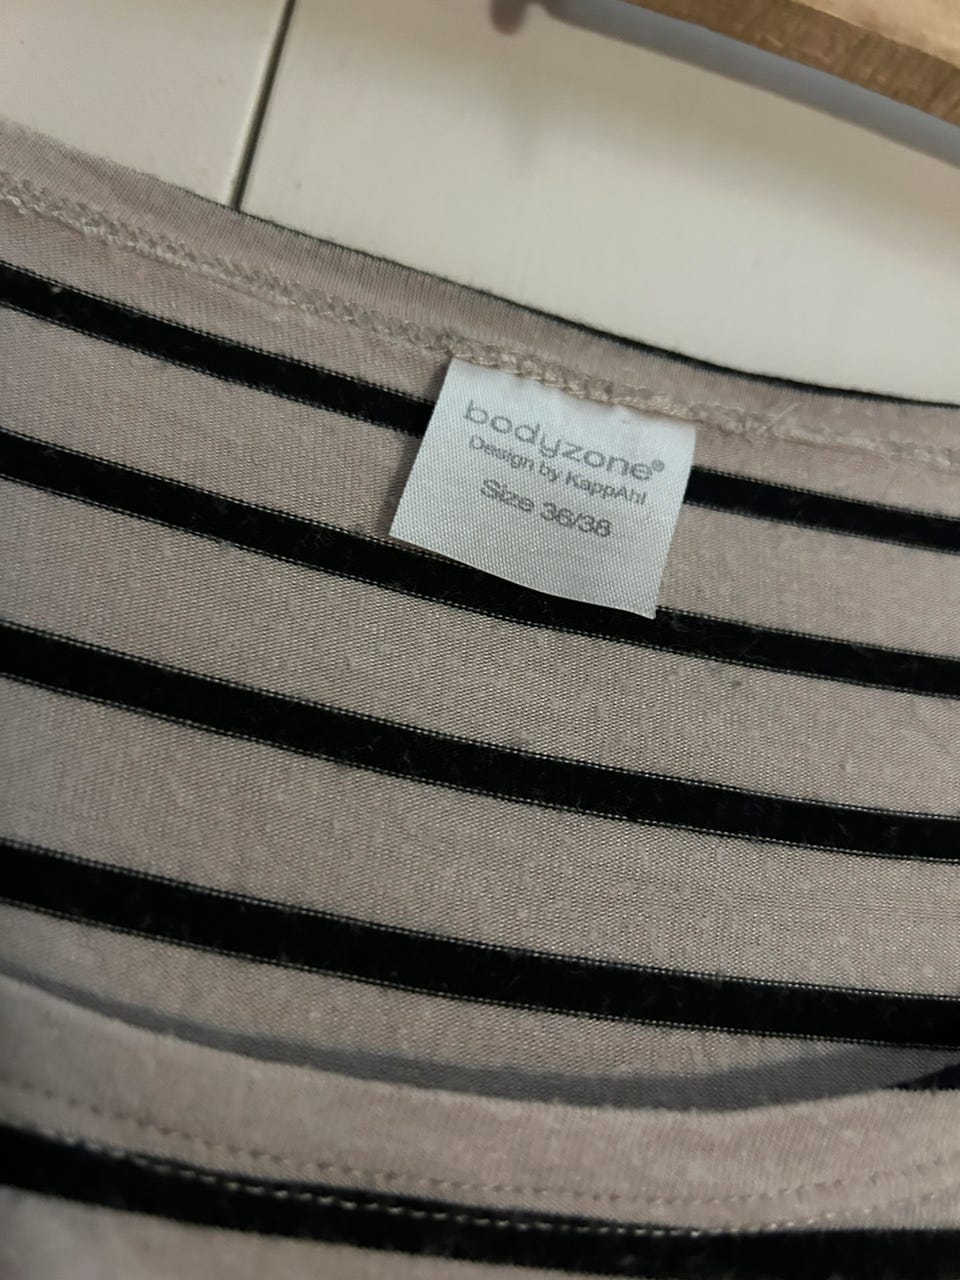 bodyzone®
Design by KappAhl
Size 36/38